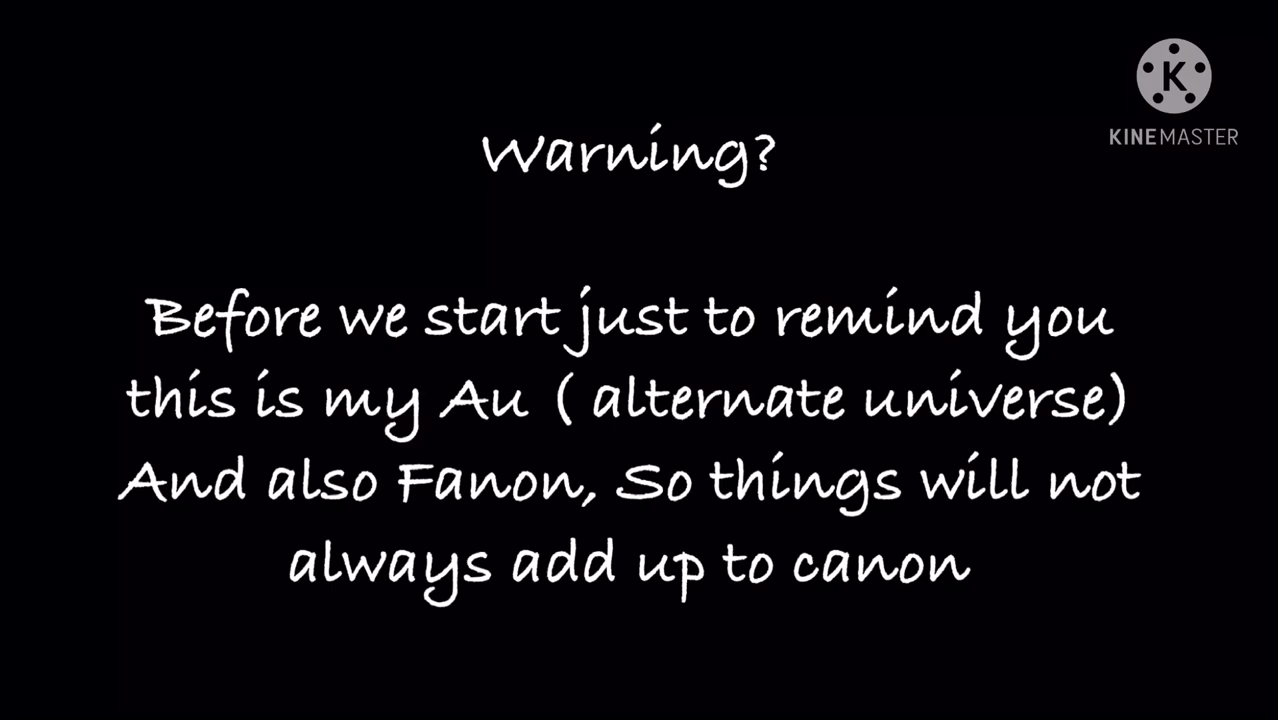 K
KINEMASTER
Warning?
Before we start just to remind you
this is my Au ( alternate universe)
And also Fanon, So things will not
always add up to canon